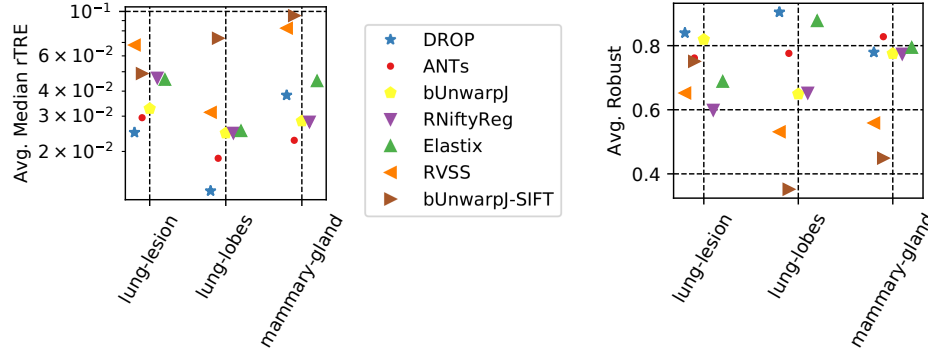 Avg. Median rTRE
10⁻¹
6 × 10⁻²
4 × 10⁻²
3 × 10⁻²
2 × 10⁻²
lung-lesion
lung-lobes
mammary-gland
DROP
ANTs
bUnwarpJ
RNiftyReg
Elastix
RVSS
bUnwarpJ-SIFT
Avg. Robust
0.8
0.6
0.4
lung-lesion
lung-lobes
mammary-gland